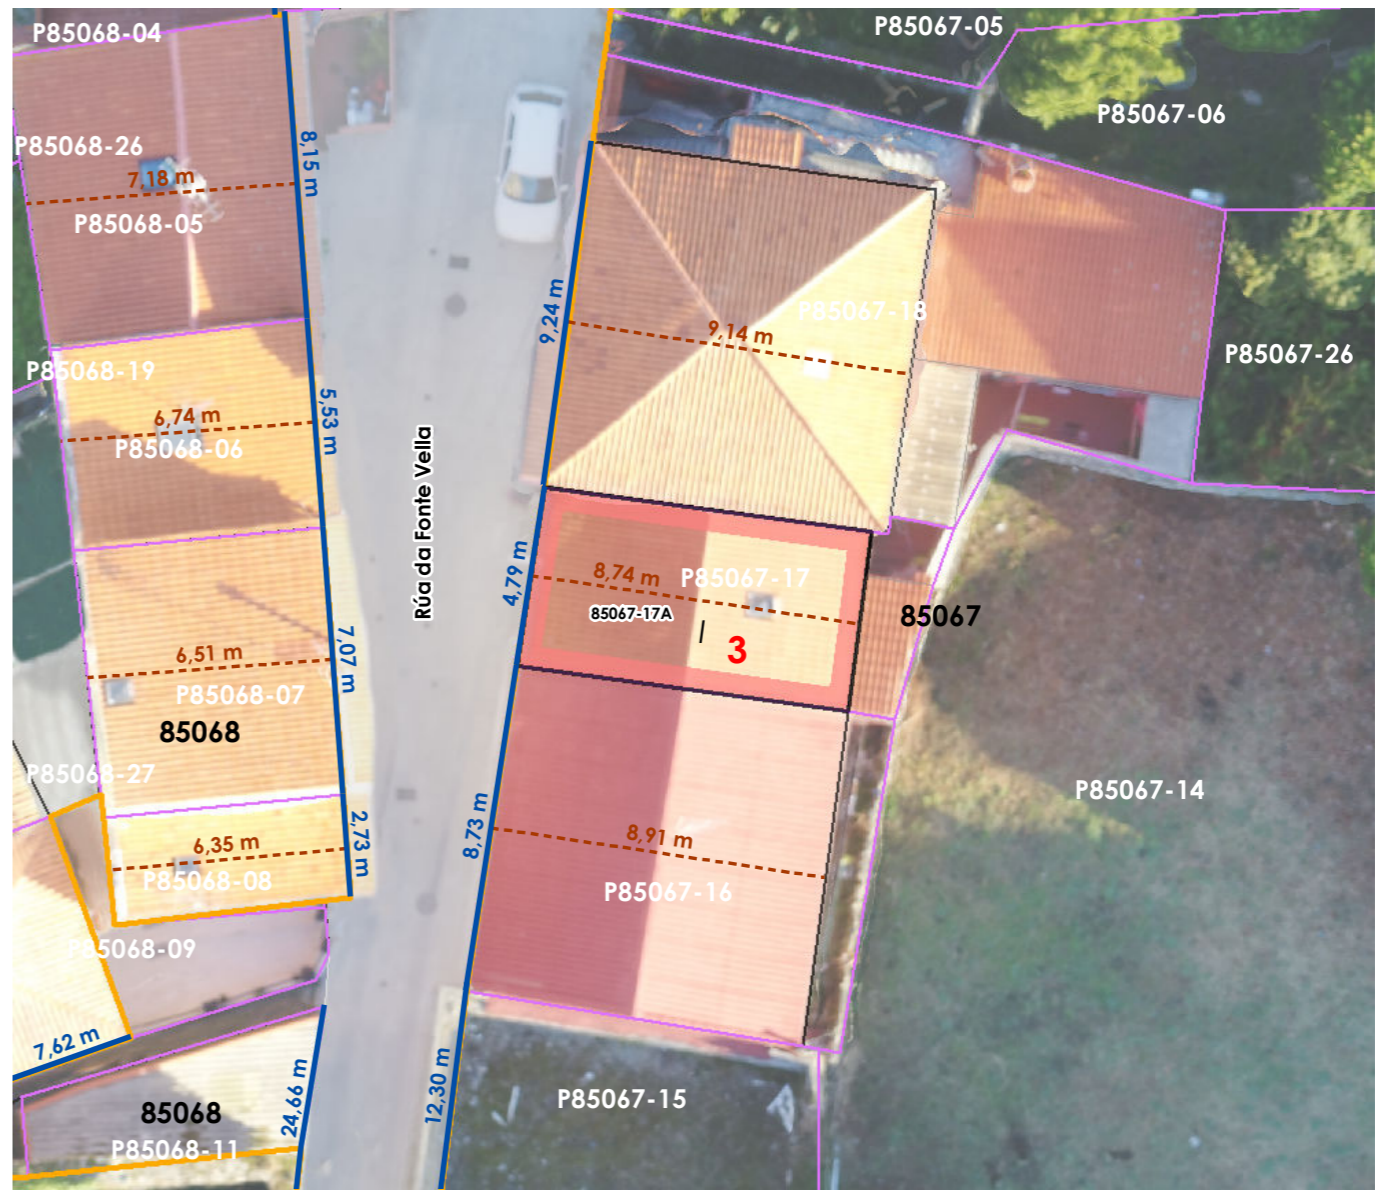 P85068-04
P85067-05
P85067-06
P85068-26
8,15 m
7,18 m
P85068-05
9,24 m
P85067-18
9,14 m
P85067-26
P85068-19
5,53 m
6,74 m
P85068-06
Rúa da Fonte Vella
4,79 m
8,74 m
P85067-17
85067-17A
I
3
85067
7,07 m
6,51 m
P85068-07
85068
P85068-27
P85067-14
2,73 m
6,35 m
P85068-08
8,73 m
8,91 m
P85067-16
P85068-09
7,62 m
24,66 m
12,30 m
P85067-15
85068
P85068-11